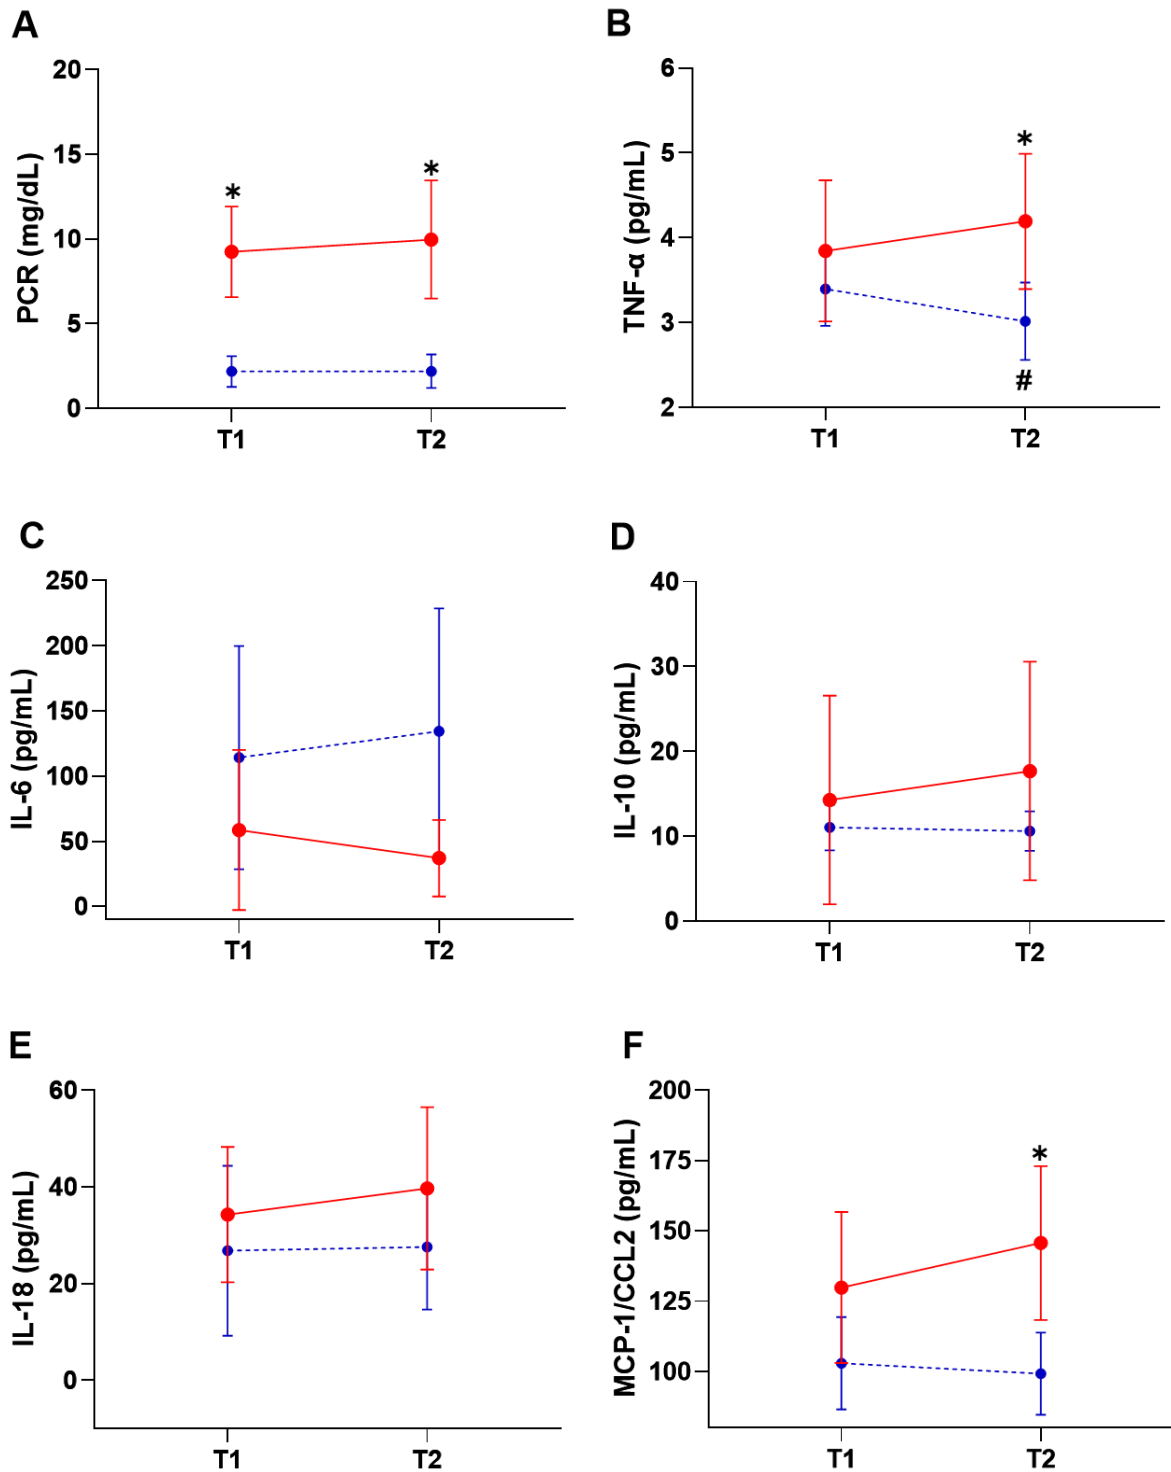 A
PCR (mg/dL)
20
15
10
5
0
*
*
T1 T2
B
TNF-α (pg/mL)
6
5
4
3
2
*
#
T1 T2
C
IL-6 (pg/mL)
250
200
150
100
50
0
T1 T2
D
IL-10 (pg/mL)
40
30
20
10
0
T1 T2
E
IL-18 (pg/mL)
60
40
20
0
T1 T2
F
MCP-1/CCL2 (pg/mL)
200
175
150
125
100
*
T1 T2